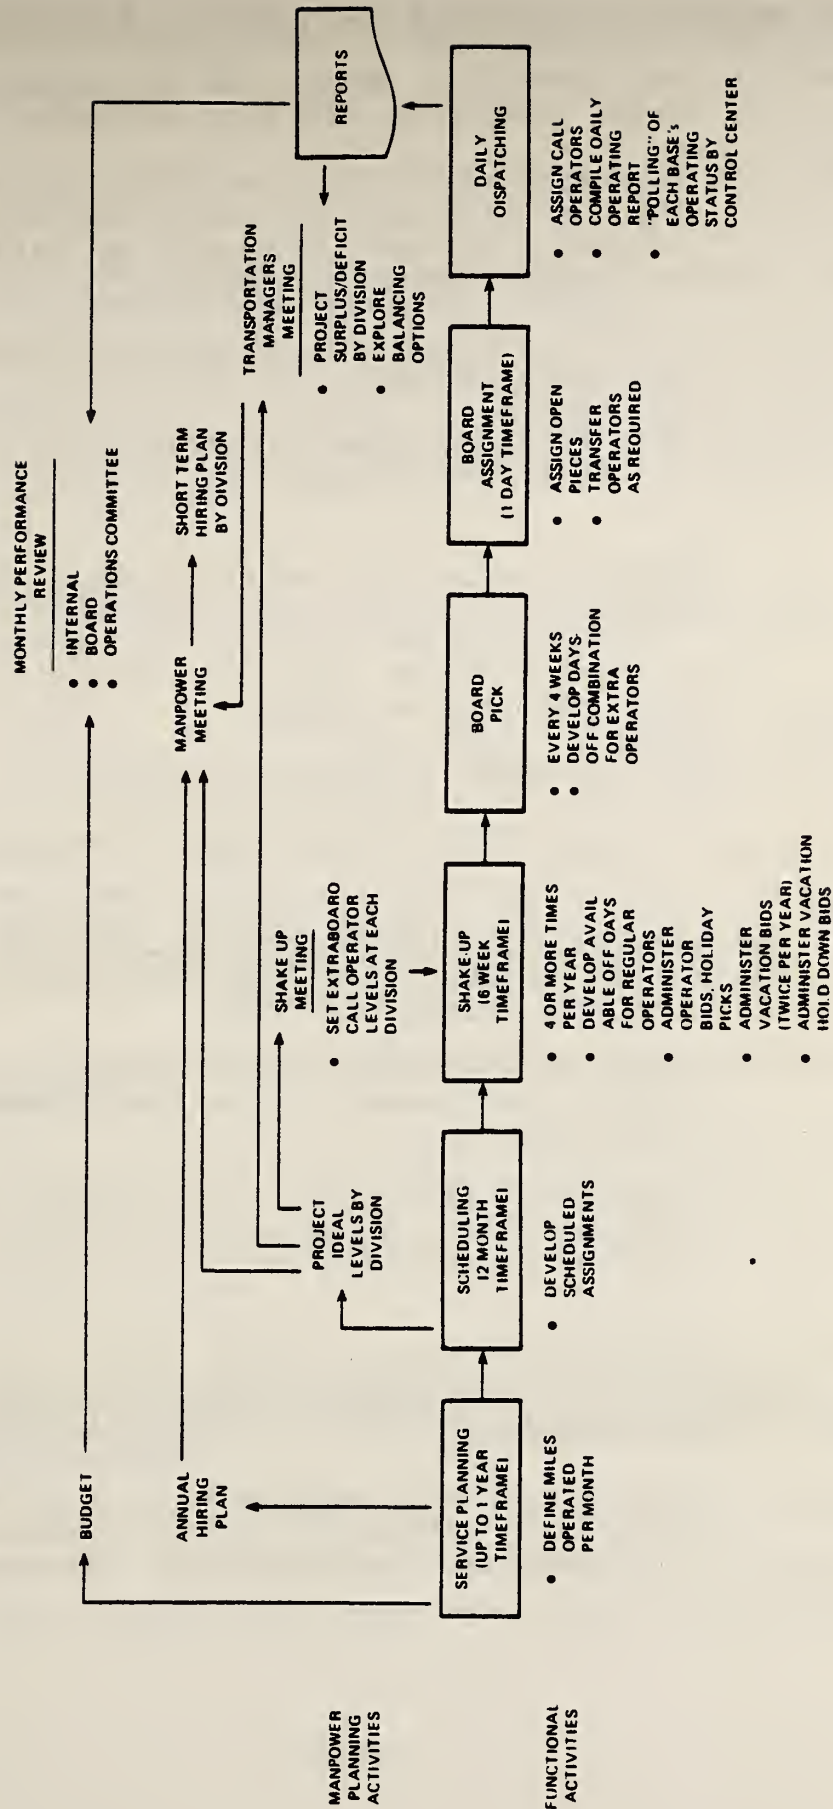 MONTHLY PERFORMANCE
REVIEW
• INTERNAL
• BOARD
• OPERATIONS COMMITTEE
BUDGET
ANNUAL
HIRING
PLAN
MANPOWER
MEETING
SHORT TERM
HIRING PLAN
BY OIVISION
TRANSPORTATION
MANAGERS
MEETING
• PROJECT
SURPLUS/DEFICIT
BY DIVISION
• EXPLORE
BALANCING
OPTIONS
REPORTS
MANPOWER
PLANNING
ACTIVITIES
PROJECT
IDEAL
LEVELS BY
DIVISION
SHAKE UP
MEETING
• SET EXTRABOARO
CALL OPERATOR
LEVELS AT EACH
DIVISION
SERVICE PLANNING
(UP TO 1 YEAR
TIMEFRAME)
SCHEDULING
(2 MONTH
TIMEFRAME)
SHAKE-UP
(6 WEEK
TIMEFRAME)
BOARD
PICK
BOARD
ASSIGNMENT
(1 DAY TIMEFRAME)
DAILY
OISPATCHING
FUNCTIONAL
ACTIVITIES
• DEFINE MILES
OPERATED
PER MONTH
• DEVELOP
SCHEDULED
ASSIGNMENTS
• 4 OR MORE TIMES
PER YEAR
• DEVELOP AVAIL
ABLE OFF OAYS
FOR REGULAR
OPERATORS
• ADMINISTER
OPERATOR
BIDS, HOLIDAY
PICKS
• ADMINISTER
VACATION BIDS
(TWICE PER YEAR)
• ADMINISTER VACATION
HOLD DOWN BIDS
• EVERY 4 WEEKS
• DEVELOP DAYS-
OFF COMBINATION
FOR EXTRA
OPERATORS
• ASSIGN OPEN
PIECES
• TRANSFER
OPERATORS
AS REQUIRED
• ASSIGN CALL
OPERATORS
• COMPILE OAILY
OPERATING
REPORT
• "POLLING" OF
EACH BASE's
OPERATING
STATUS BY
CONTROL CENTER